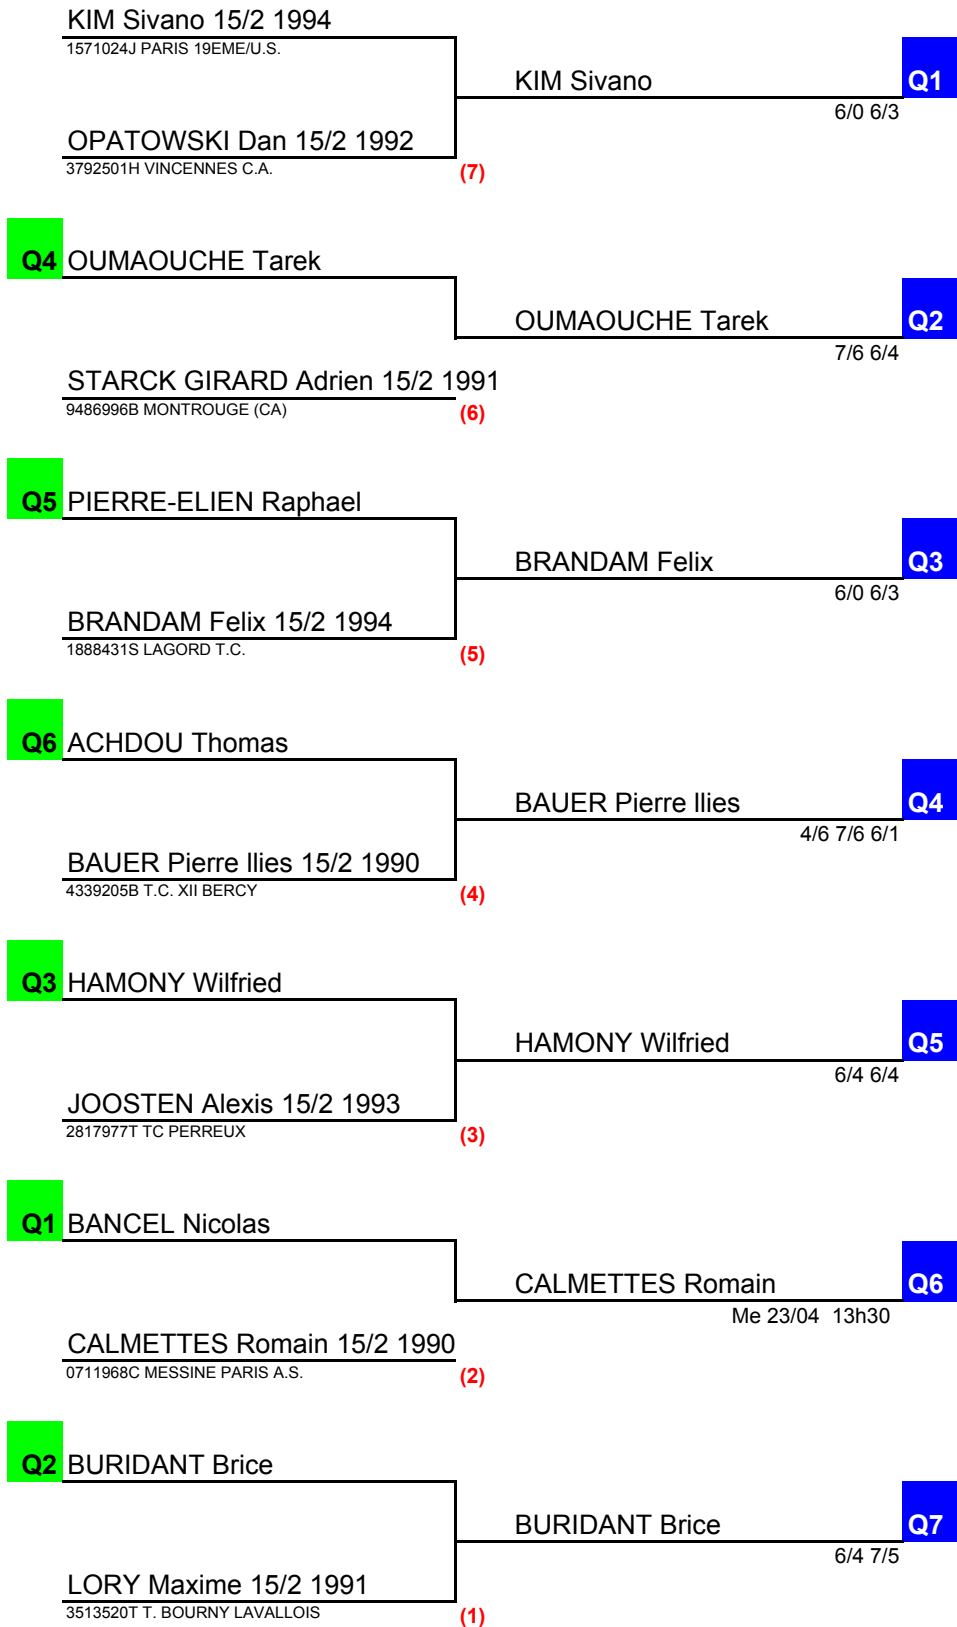 KIM Sivano 15/2 1994
1571024J PARIS 19EME/U.S.
KIM Sivano Q1
6/0 6/3
OPATOWSKI Dan 15/2 1992
3792501H VINCENNES C.A.
(7)
Q4 OUMAOUCHE Tarek
OUMAOUCHE Tarek Q2
7/6 6/4
STARCK GIRARD Adrien 15/2 1991
9486996B MONTROUGE (CA)
(6)
Q5 PIERRE-ELIEN Raphael
BRANDAM Felix Q3
6/0 6/3
BRANDAM Felix 15/2 1994
1888431S LAGORD T.C.
(5)
Q6 ACHDOU Thomas
BAUER Pierre Ilies Q4
4/6 7/6 6/1
BAUER Pierre Ilies 15/2 1990
4339205B T.C. XII BERCY
(4)
Q3 HAMONY Wilfried
HAMONY Wilfried Q5
6/4 6/4
JOOSTEN Alexis 15/2 1993
2817977T TC PERREUX
(3)
Q1 BANCEL Nicolas
CALMETTES Romain Q6
Me 23/04 13h30
CALMETTES Romain 15/2 1990
0711968C MESSINE PARIS A.S.
(2)
Q2 BURIDANT Brice
BURIDANT Brice Q7
6/4 7/5
LORY Maxime 15/2 1991
3513520T T. BOURNY LAVALLOIS
(1)